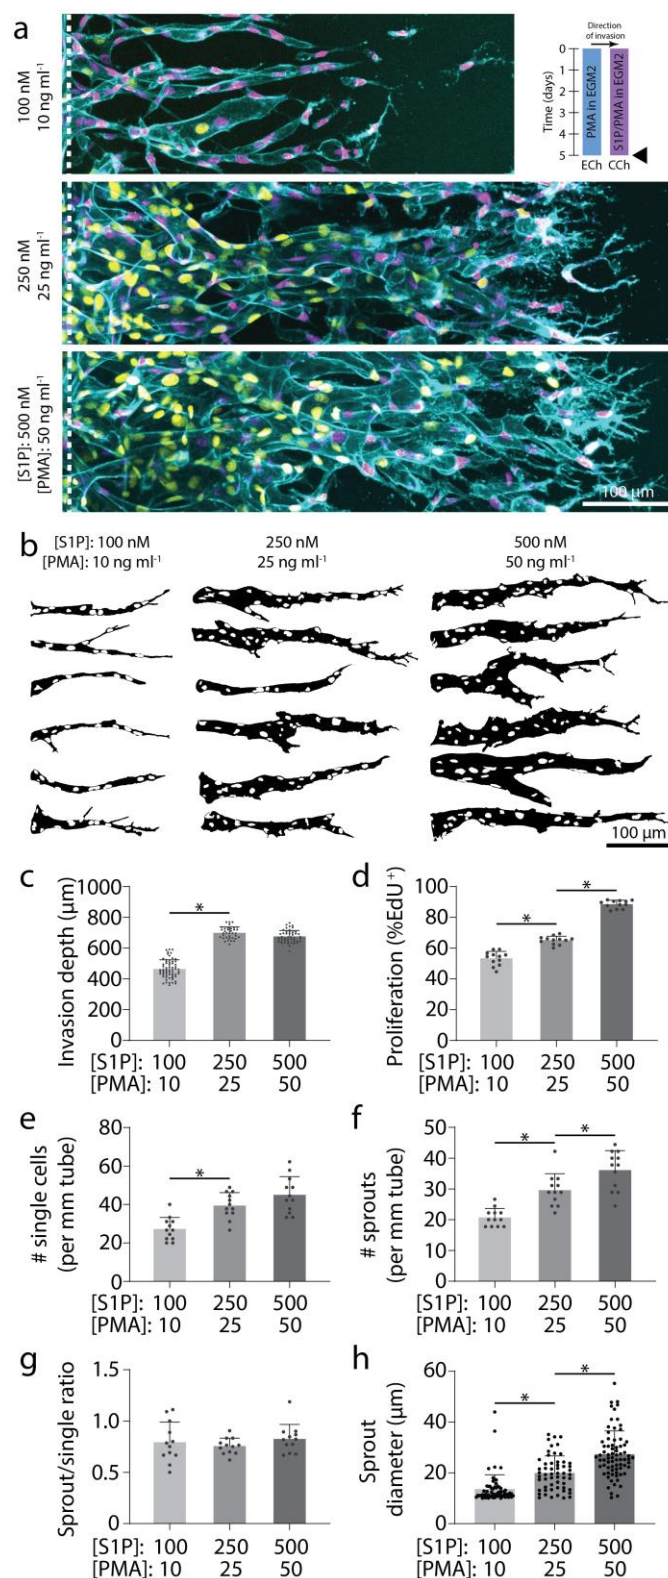 a
100 nM
10 ng ml⁻¹
Direction
of invasion
Time (days)
0
1
2
3
4
5
PMA in EGM2
S1P/PMA in EGM2
ECh CCh
250 nM
25 ng ml⁻¹
[S1P]: 500 nM
[PMA]: 50 ng ml⁻¹
100 µm
b
[S1P]: 100 nM
[PMA]: 10 ng ml⁻¹
250 nM
25 ng ml⁻¹
500 nM
50 ng ml⁻¹
100 µm
c
Invasion depth (µm)
1000
800
600
400
200
0
*
[S1P]: 100 250 500
[PMA]: 10 25 50
d
Proliferation (%EdU⁺)
100
80
60
40
20
0
* *
[S1P]: 100 250 500
[PMA]: 10 25 50
e
# single cells
(per mm tube)
80
60
40
20
0
*
[S1P]: 100 250 500
[PMA]: 10 25 50
f
# sprouts
(per mm tube)
50
40
30
20
10
0
* *
[S1P]: 100 250 500
[PMA]: 10 25 50
g
Sprout/single ratio
1.5
1.0
0.5
0
[S1P]: 100 250 500
[PMA]: 10 25 50
h
Sprout
diameter (µm)
60
40
20
0
* *
[S1P]: 100 250 500
[PMA]: 10 25 50